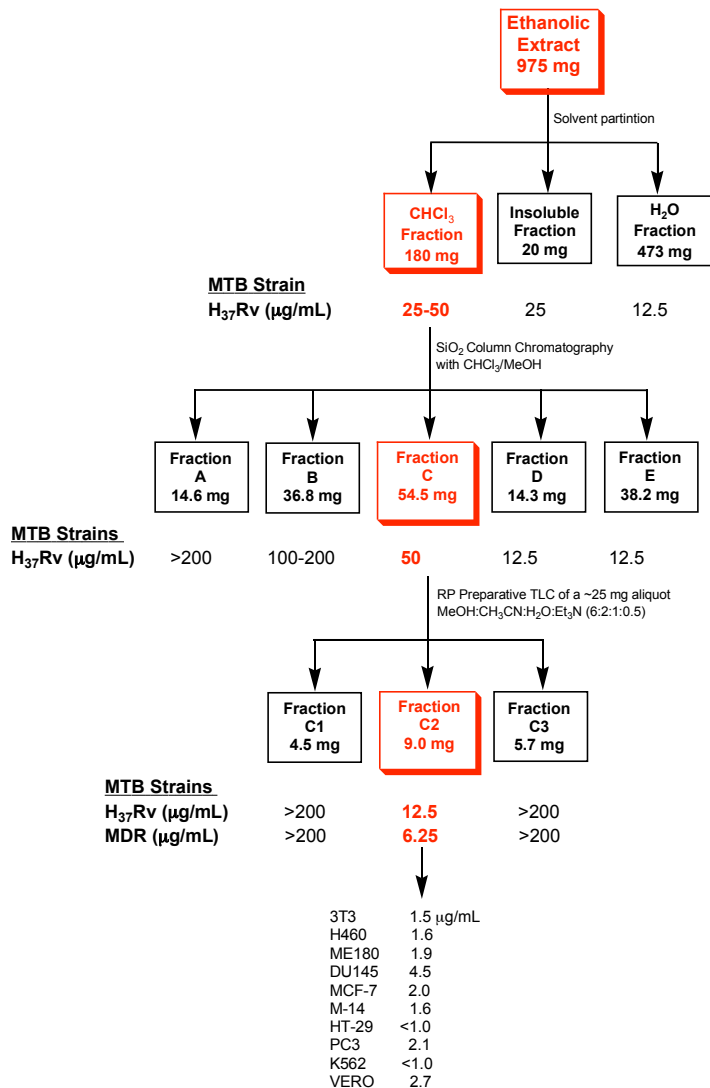 Ethanolic
Extract
975 mg
Solvent partintion
CHCl₃
Fraction
180 mg
Insoluble
Fraction
20 mg
H₂O
Fraction
473 mg
MTB Strain
H₃₇Rv (μg/mL) 25-50 25 12.5
SiO₂ Column Chromatography
with CHCl₃/MeOH
Fraction
A
14.6 mg
Fraction
B
36.8 mg
Fraction
C
54.5 mg
Fraction
D
14.3 mg
Fraction
E
38.2 mg
MTB Strains
H₃₇Rv (μg/mL) >200 100-200 50 12.5 12.5
RP Preparative TLC of a ~25 mg aliquot
MeOH:CH₃CN:H₂O:Et₃N (6:2:1:0.5)
Fraction
C1
4.5 mg
Fraction
C2
9.0 mg
Fraction
C3
5.7 mg
MTB Strains
H₃₇Rv (μg/mL) >200 12.5 >200
MDR (μg/mL) >200 6.25 >200
3T3 1.5 μg/mL
H460 1.6
ME180 1.9
DU145 4.5
MCF-7 2.0
M-14 1.6
HT-29 <1.0
PC3 2.1
K562 <1.0
VERO 2.7